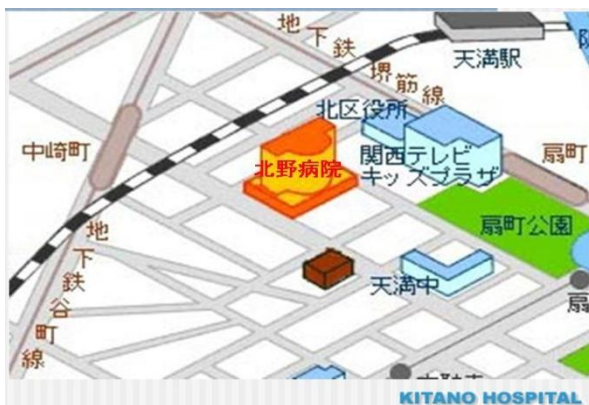 地下鉄堺筋線
天満駅
北区役所
中崎町
北野病院
関西テレビ
キッズプラザ
扇町
扇町公園
地下鉄谷町線
天満中
扇
KITANO HOSPITAL